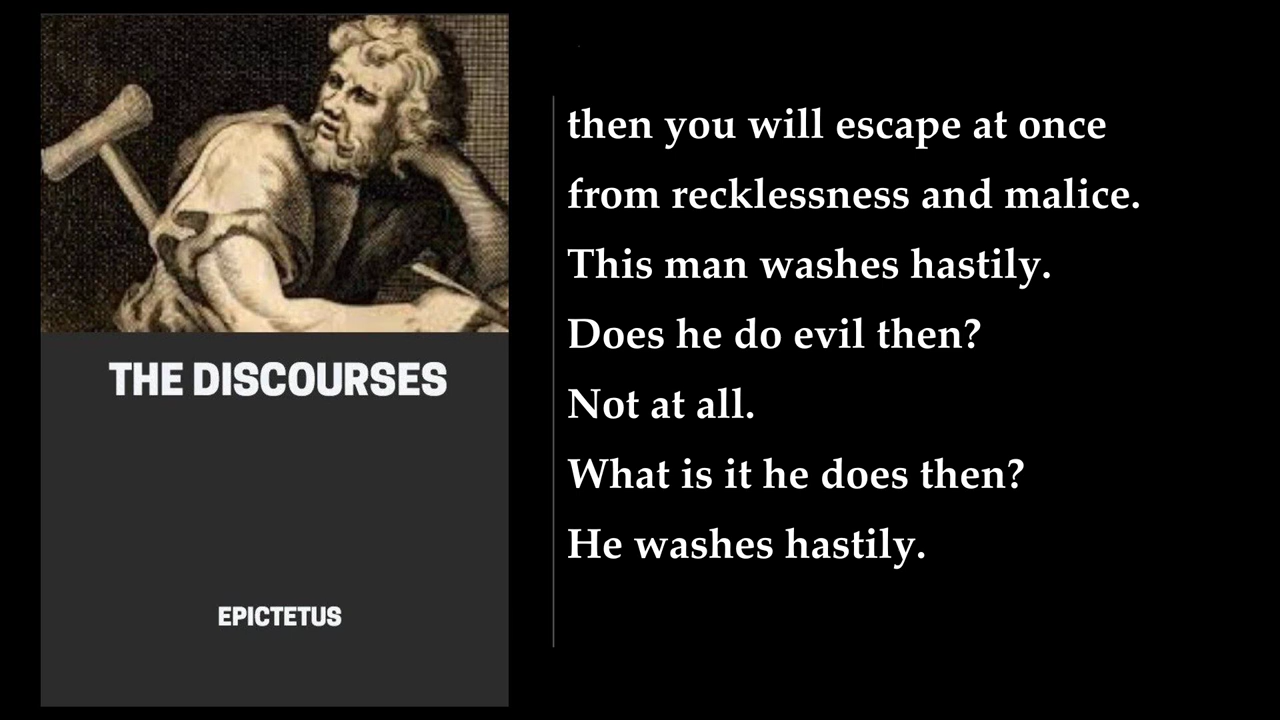 THE DISCOURSES
EPICTETUS
then you will escape at once
from recklessness and malice.
This man washes hastily.
Does he do evil then?
Not at all.
What is it he does then?
He washes hastily.